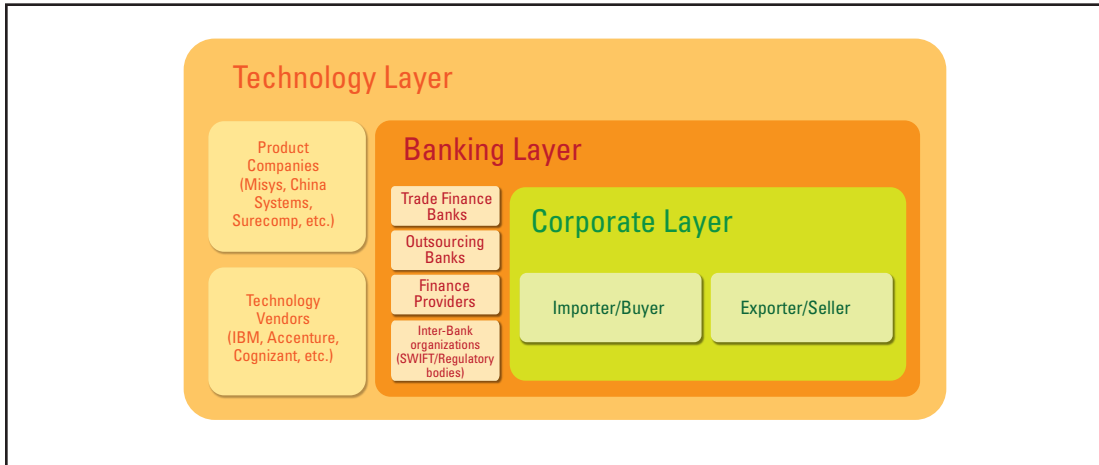 Technology Layer
Product
Companies
(Misys, China
Systems,
Surecomp, etc.)
Technology
Vendors
(IBM, Accenture,
Cognizant, etc.)
Banking Layer
Trade Finance
Banks
Outsourcing
Banks
Finance
Providers
Inter-Bank
organizations
(SWIFT/Regulatory
bodies)
Corporate Layer
Importer/Buyer
Exporter/Seller